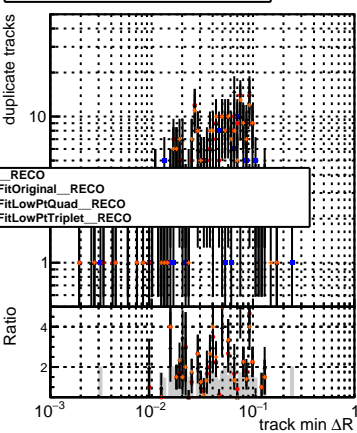 duplicate tracks
10
__RECO
FitOriginal__RECO
FitLowPtQuad__RECO
FitLowPtTriplet__RECO
1
Ratio
4
2
10⁻³ 10⁻² 10⁻¹ 1
track min ΔR